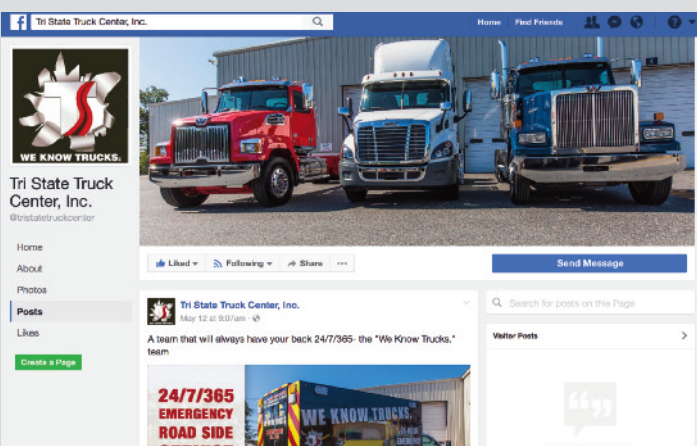 Tri State Truck Center, Inc.
Home Find Friends
WE KNOW TRUCKS.
Tri State Truck
Center, Inc.
@tristatetruckcenter
Home
About
Photos
Posts
Likes
Create a Page
Liked Following Share ...
Send Message
Tri State Truck Center, Inc.
May 12 at 9:07am
A team that will always have your back 24/7/365- the "We Know Trucks."
team
24/7/365
EMERGENCY
ROAD SIDE
WE KNOW TRUCKS.
Search for posts on this Page
Visitor Posts